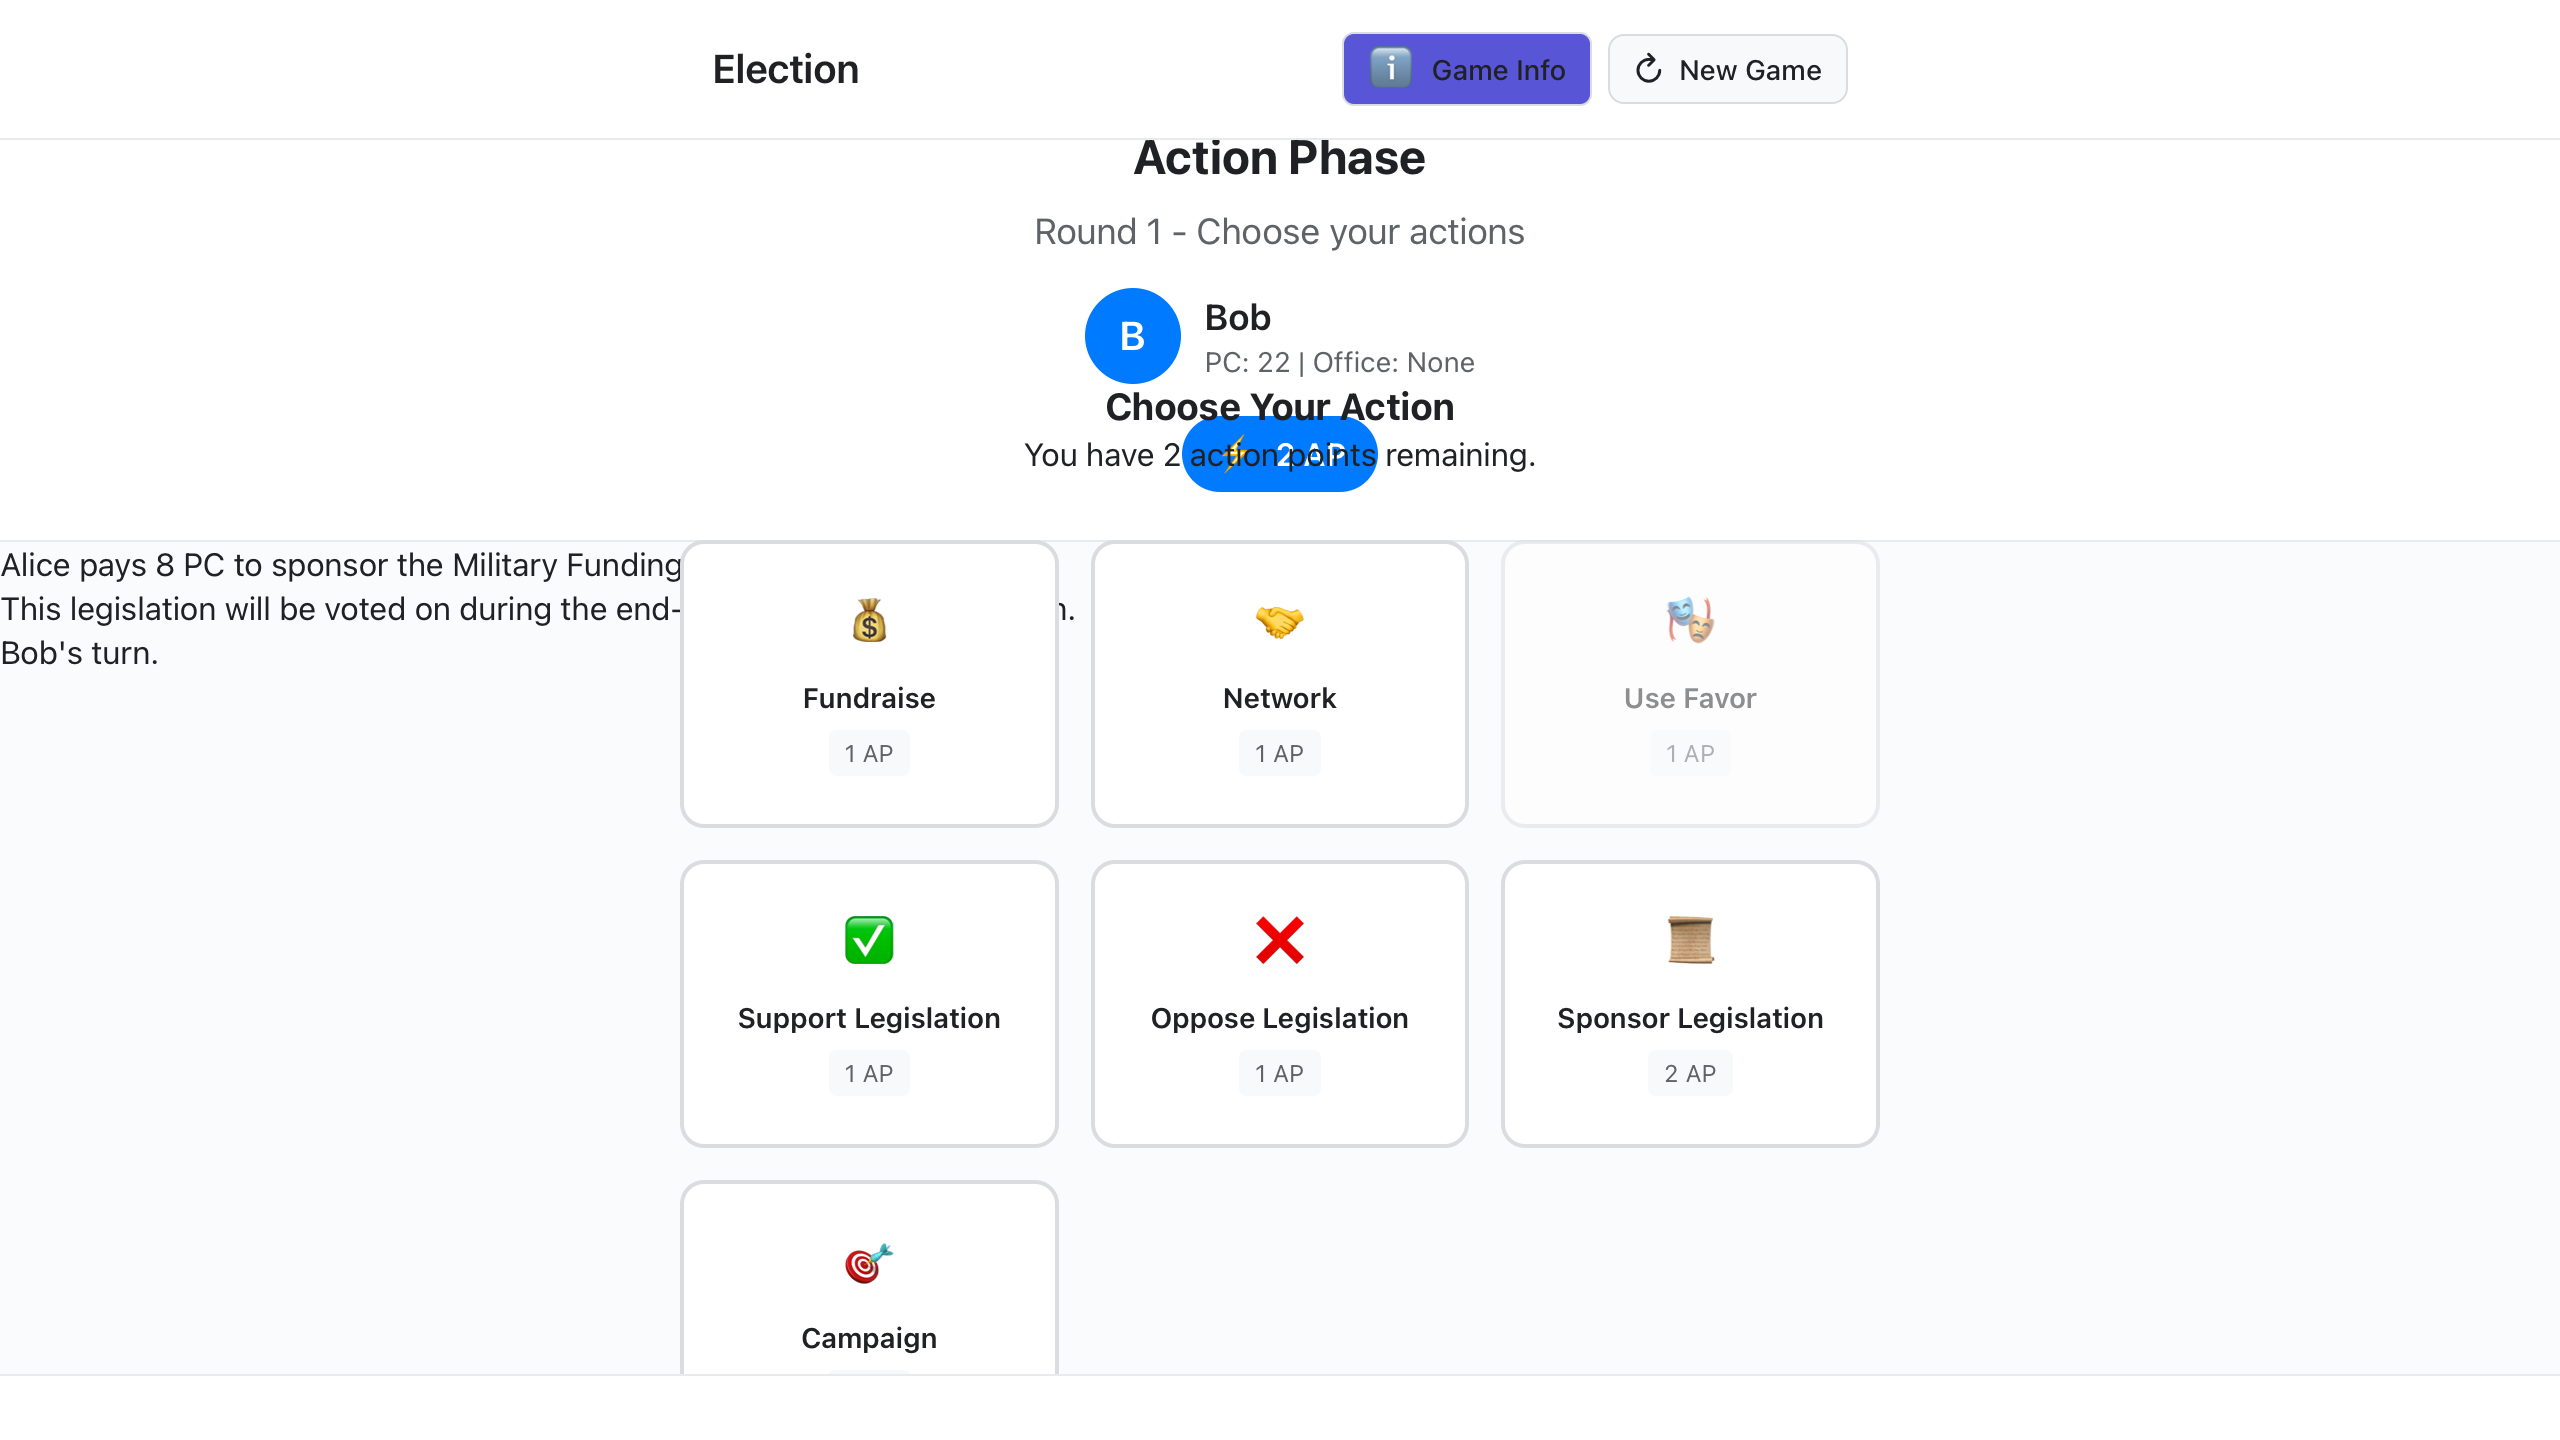 Election
Game Info
New Game
Action Phase
Round 1 - Choose your actions
B
Bob
PC: 22 | Office: None
Choose Your Action
2 AP
You have 2 action points remaining.
Alice pays 8 PC to sponsor the Military Funding
This legislation will be voted on during the end-
Bob's turn.
Fundraise
1 AP
Network
1 AP
Use Favor
1 AP
Support Legislation
1 AP
Oppose Legislation
1 AP
Sponsor Legislation
2 AP
Campaign